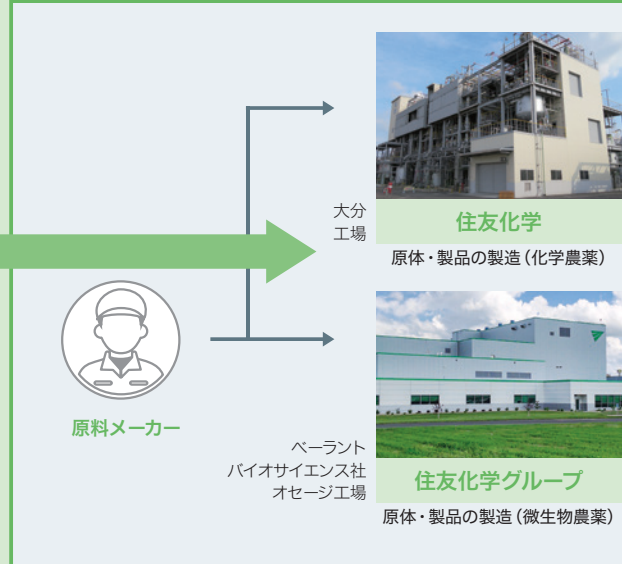 大分
工場
住友化学
原体・製品の製造（化学農薬）
原料メーカー
ベーラント
バイオサイエンス社
オセージ工場
住友化学グループ
原体・製品の製造（微生物農薬）